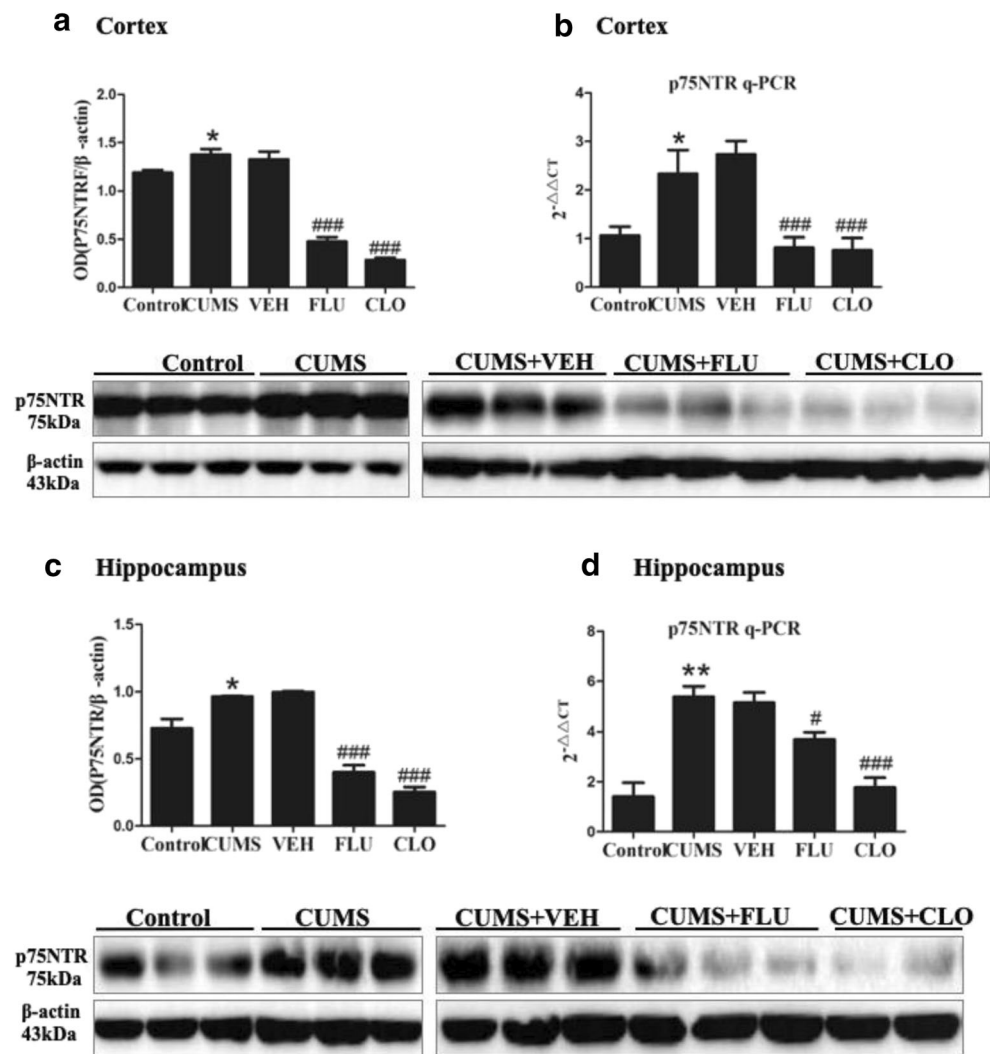 a Cortex
OD(P75NTRF/β -actin)
2.0
1.5
1.0
0.5
0.0
*
###
###
Control CUMS VEH FLU CLO
b Cortex
p75NTR q-PCR
2-△△CT
4
3
2
1
0
*
###
###
Control CUMS VEH FLU CLO
Control CUMS CUMS+VEH CUMS+FLU CUMS+CLO
p75NTR
75kDa
β-actin
43kDa
c Hippocampus
OD(P75NTR/β -actin)
1.5
1.0
0.5
0.0
*
###
###
Control CUMS VEH FLU CLO
d Hippocampus
p75NTR q-PCR
2-△△CT
8
6
4
2
0
**
#
###
Control CUMS VEH FLU CLO
Control CUMS CUMS+VEH CUMS+FLU CUMS+CLO
p75NTR
75kDa
β-actin
43kDa